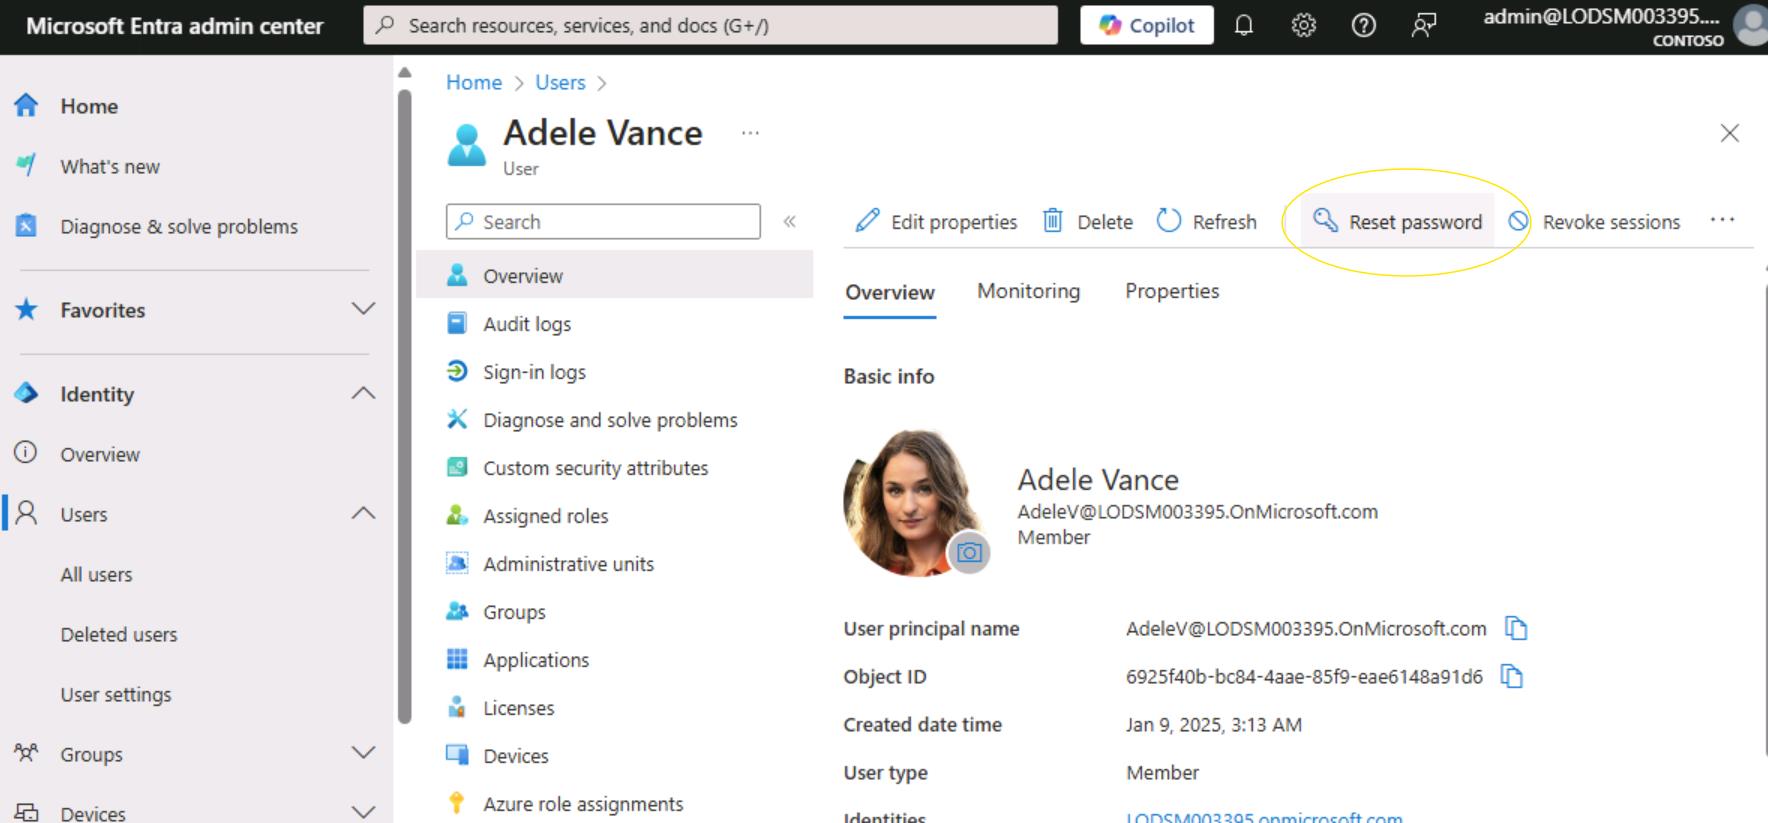 Microsoft Entra admin center
Search resources, services, and docs (G+/)
Copilot
admin@LODSM003395....
CONTOSO
Home
What's new
Diagnose & solve problems
Favorites
Identity
Overview
Users
All users
Deleted users
User settings
Groups
Devices
Home > Users >
Adele Vance ...
User
Search
Overview
Audit logs
Sign-in logs
Diagnose and solve problems
Custom security attributes
Assigned roles
Administrative units
Groups
Applications
Licenses
Devices
Azure role assignments
Edit properties Delete Refresh Reset password Revoke sessions ...
Overview Monitoring Properties
Basic info
Adele Vance
AdeleV@LODSM003395.OnMicrosoft.com
Member
User principal name AdeleV@LODSM003395.OnMicrosoft.com
Object ID 6925f40b-bc84-4aae-85f9-eae6148a91d6
Created date time Jan 9, 2025, 3:13 AM
User type Member
Identities LODSM003395.onmicrosoft.com